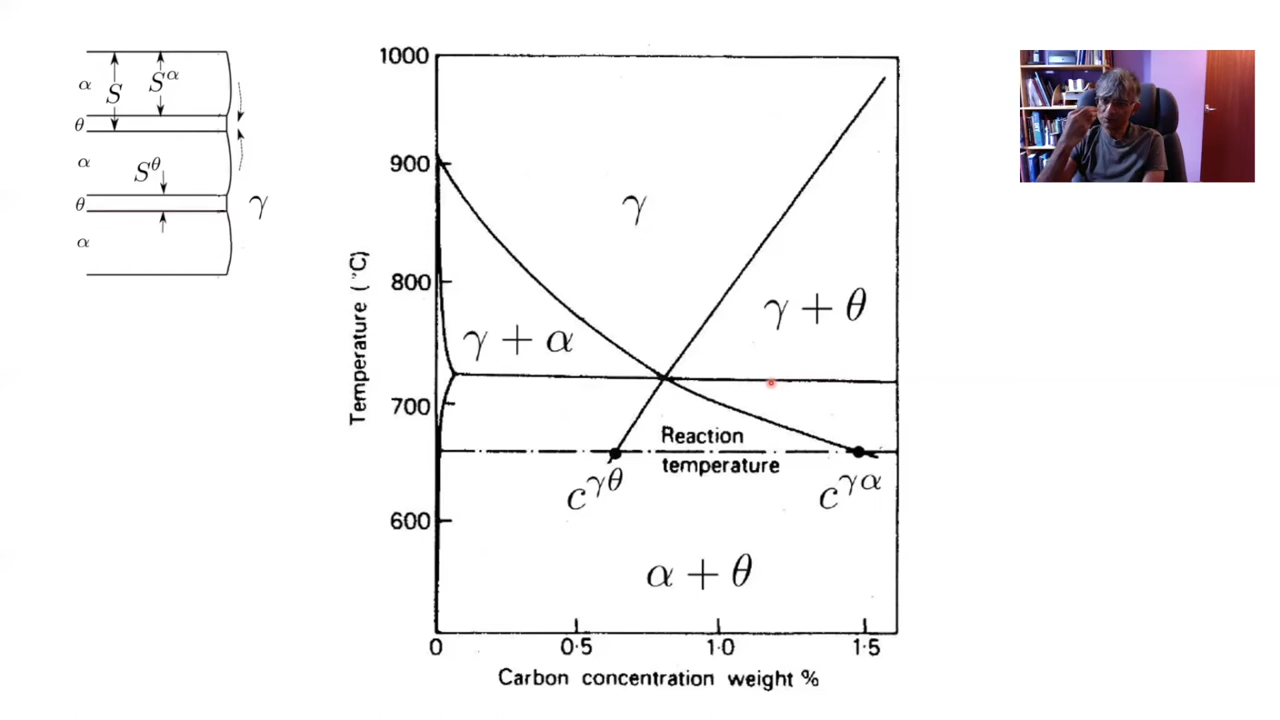 α
S
S^α
θ
α
S^θ
θ
γ
α
Temperature (°C)
1000
900
800
700
600
γ
γ + θ
γ + α
Reaction
temperature
c^γθ
c^γα
α + θ
0
0·5
1·0
1·5
Carbon concentration weight %